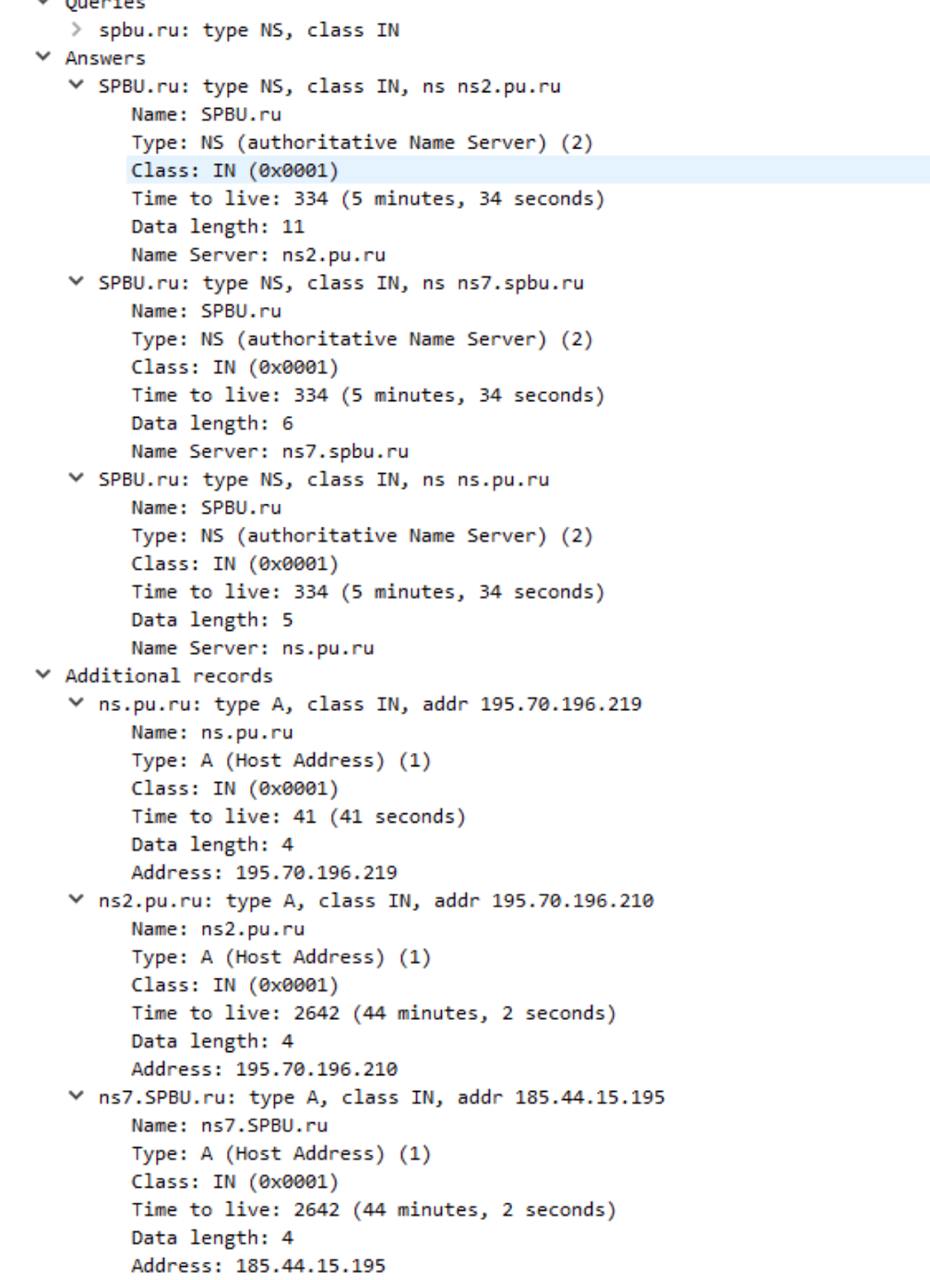 Queries
spbu.ru: type NS, class IN
Answers
SPBU.ru: type NS, class IN, ns ns2.pu.ru
Name: SPBU.ru
Type: NS (authoritative Name Server) (2)
Class: IN (0x0001)
Time to live: 334 (5 minutes, 34 seconds)
Data length: 11
Name Server: ns2.pu.ru
SPBU.ru: type NS, class IN, ns ns7.spbu.ru
Name: SPBU.ru
Type: NS (authoritative Name Server) (2)
Class: IN (0x0001)
Time to live: 334 (5 minutes, 34 seconds)
Data length: 6
Name Server: ns7.spbu.ru
SPBU.ru: type NS, class IN, ns ns.pu.ru
Name: SPBU.ru
Type: NS (authoritative Name Server) (2)
Class: IN (0x0001)
Time to live: 334 (5 minutes, 34 seconds)
Data length: 5
Name Server: ns.pu.ru
Additional records
ns.pu.ru: type A, class IN, addr 195.70.196.219
Name: ns.pu.ru
Type: A (Host Address) (1)
Class: IN (0x0001)
Time to live: 41 (41 seconds)
Data length: 4
Address: 195.70.196.219
ns2.pu.ru: type A, class IN, addr 195.70.196.210
Name: ns2.pu.ru
Type: A (Host Address) (1)
Class: IN (0x0001)
Time to live: 2642 (44 minutes, 2 seconds)
Data length: 4
Address: 195.70.196.210
ns7.SPBU.ru: type A, class IN, addr 185.44.15.195
Name: ns7.SPBU.ru
Type: A (Host Address) (1)
Class: IN (0x0001)
Time to live: 2642 (44 minutes, 2 seconds)
Data length: 4
Address: 185.44.15.195